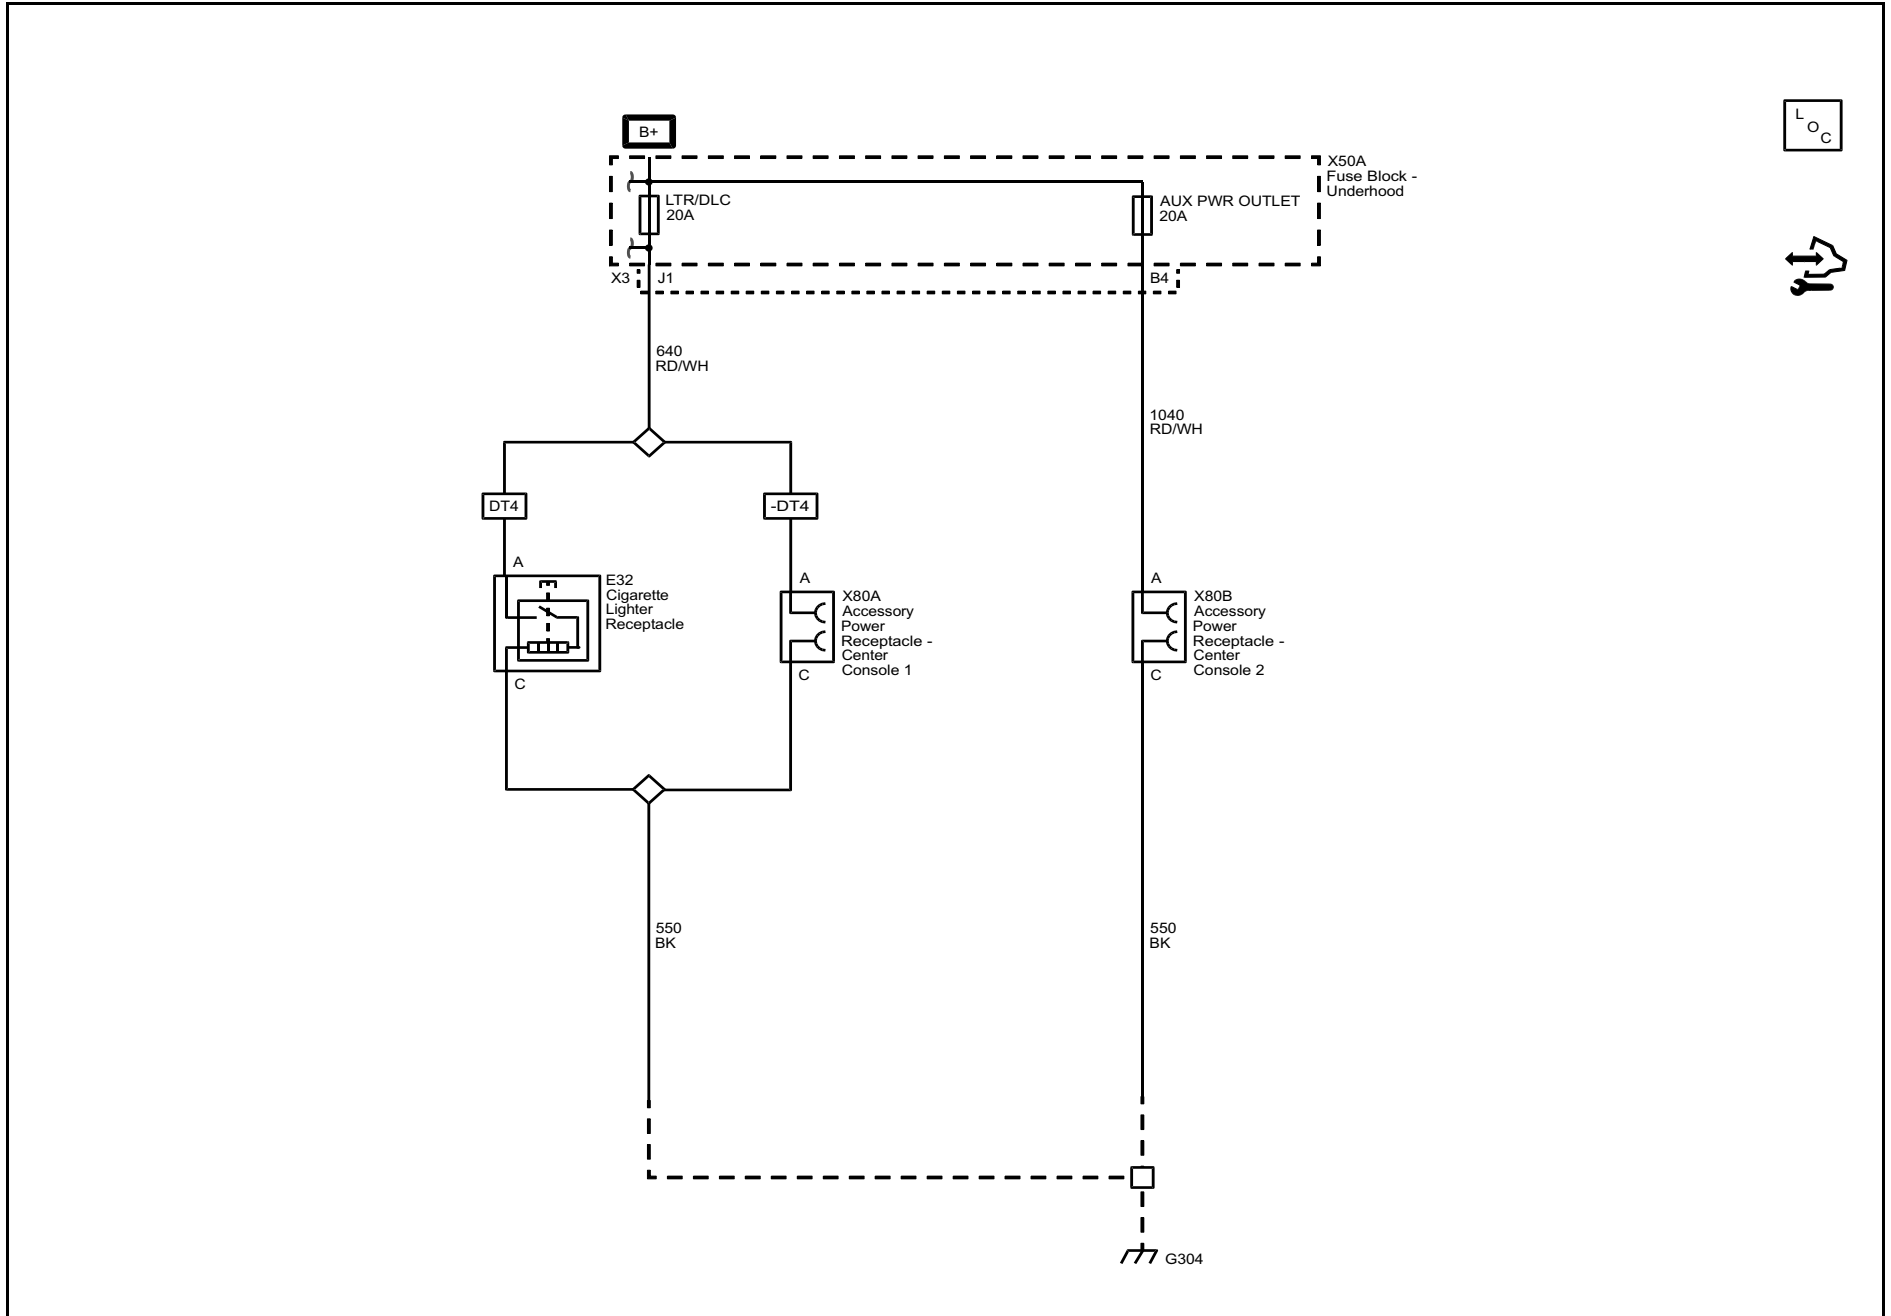 B+
L
O
C
X50A
Fuse Block -
Underhood
LTR/DLC
20A
AUX PWR OUTLET
20A
X3
J1
B4
640
RD/WH
1040
RD/WH
DT4
-DT4
A
E32
Cigarette
Lighter
Receptacle
C
A
X80A
Accessory
Power
Receptacle -
Center
Console 1
C
A
X80B
Accessory
Power
Receptacle -
Center
Console 2
C
550
BK
550
BK
G304